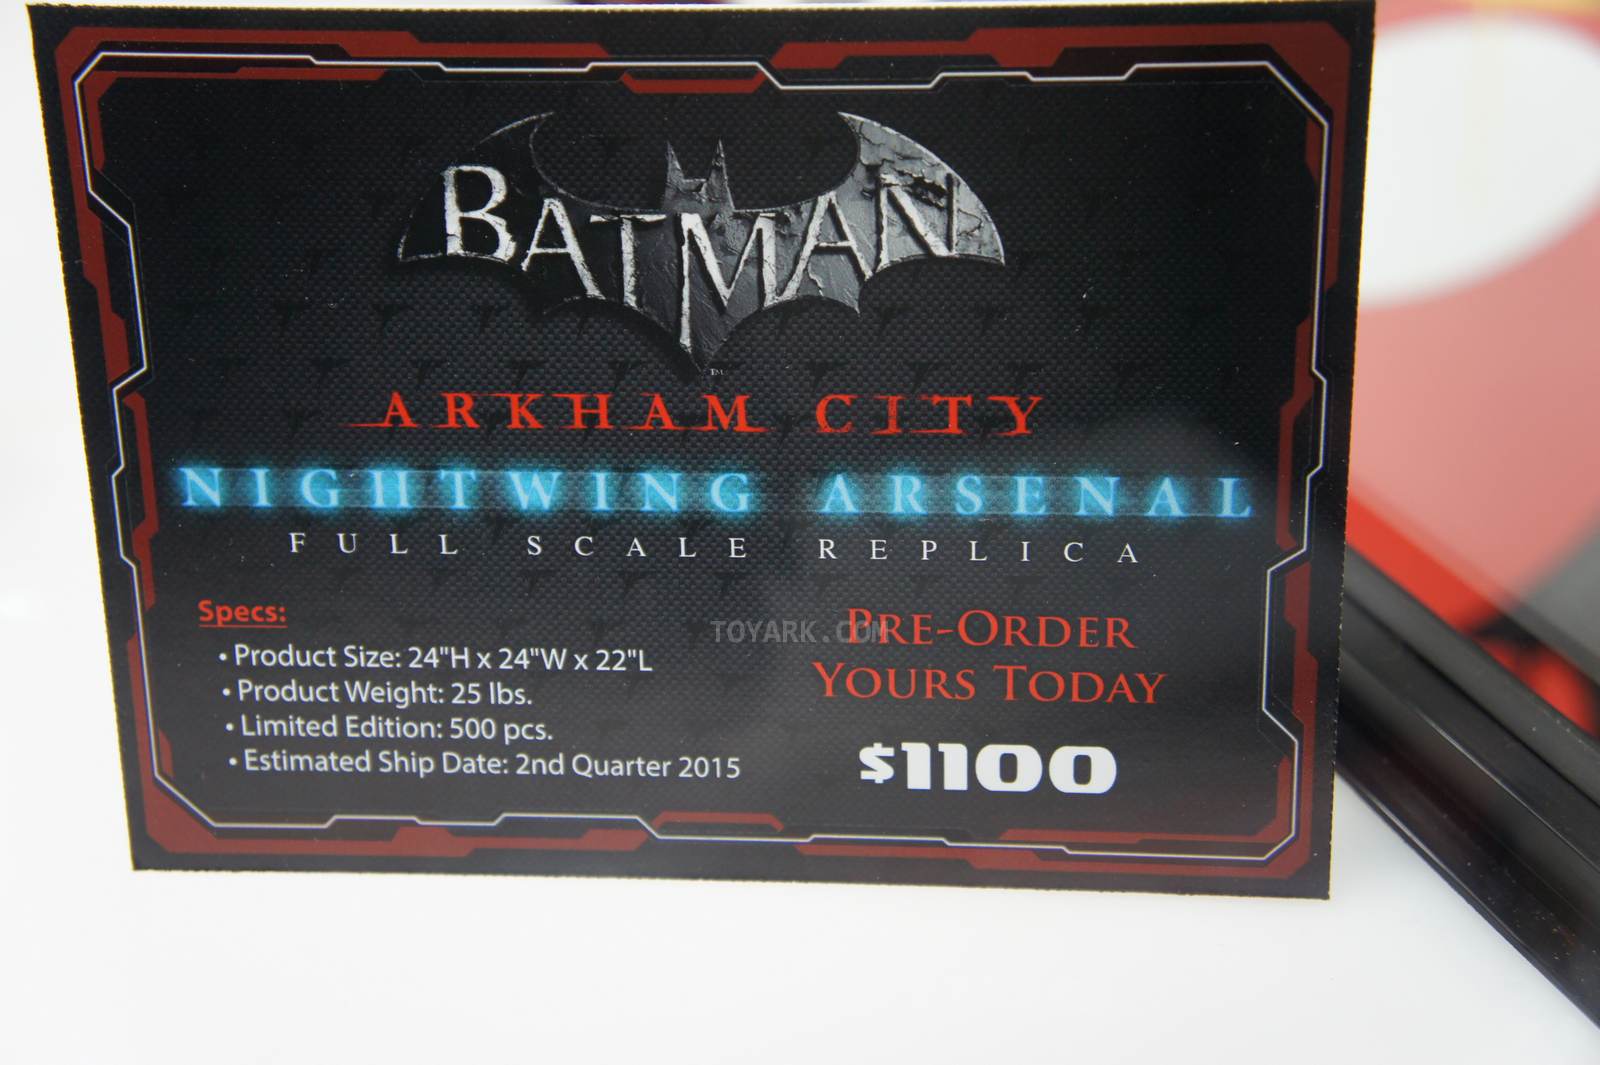 BATMAN
TM
ARKHAM CITY
NIGHTWING ARSENAL
FULL SCALE REPLICA
Specs:
• Product Size: 24"H x 24"W x 22"L
• Product Weight: 25 lbs.
• Limited Edition: 500 pcs.
• Estimated Ship Date: 2nd Quarter 2015
TOYARK.COM
PRE-ORDER
YOURS TODAY
$1100